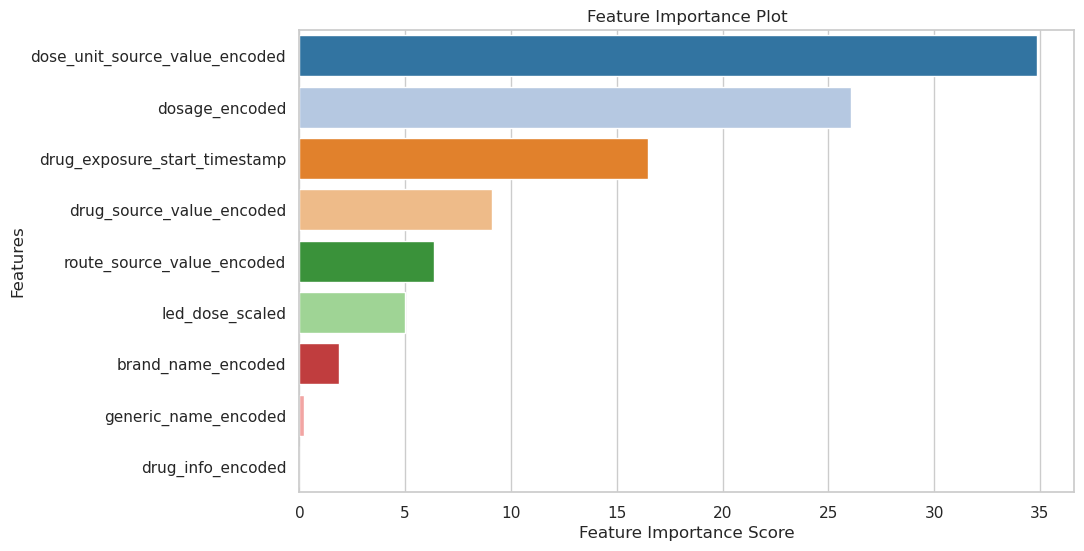 Feature Importance Plot
dose_unit_source_value_encoded
dosage_encoded
drug_exposure_start_timestamp
drug_source_value_encoded
route_source_value_encoded
led_dose_scaled
brand_name_encoded
generic_name_encoded
drug_info_encoded
Features
0 5 10 15 20 25 30 35
Feature Importance Score